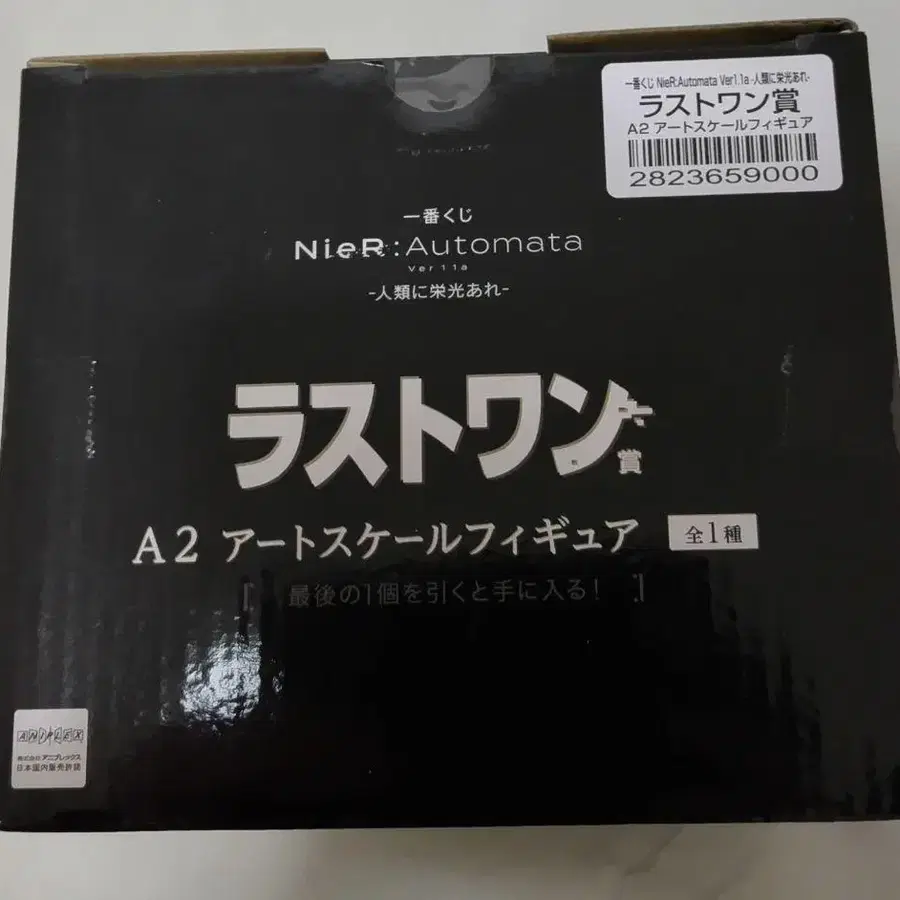 一番くじ NieR:Automata Ver1.1a -人類に栄光あれ-
ラストワン賞
A2 アートスケールフィギュア
2823659000
一番くじ
NieR:Automata
Ver1.1a
-人類に栄光あれ-
ラストワン
賞
A2 アートスケールフィギュア 全1種
[ 最後の1個を引くと手に入る! ]
ANIPLEX
株式会社 アニプレックス
日本国内販売許諾